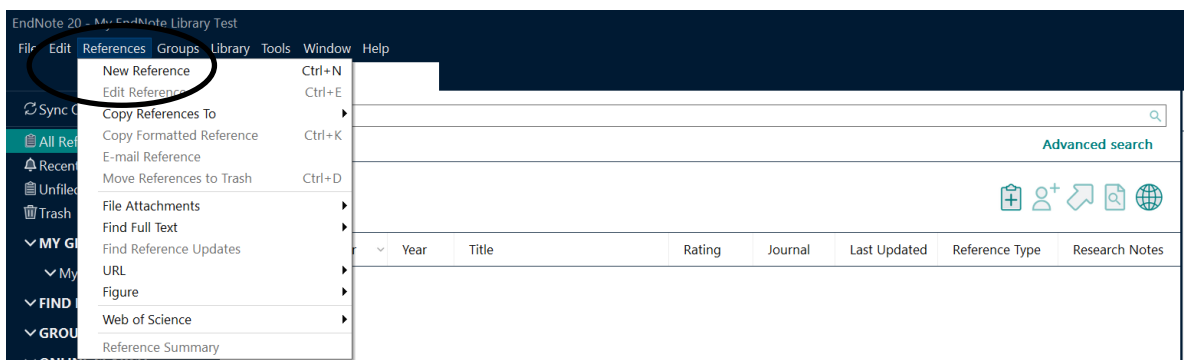 EndNote 20 - My EndNote Library Test
File Edit References Groups Library Tools Window Help
New Reference Ctrl+N
Edit Reference Ctrl+E
Sync
Copy References To
All Ref
Copy Formatted Reference Ctrl+K
Advanced search
Recent
E-mail Reference
Unfiled
Move References to Trash Ctrl+D
Trash
File Attachments
Find Full Text
MY G
Find Reference Updates
r Year Title Rating Journal Last Updated Reference Type Research Notes
My
URL
Figure
FIND
Web of Science
GROU
Reference Summary